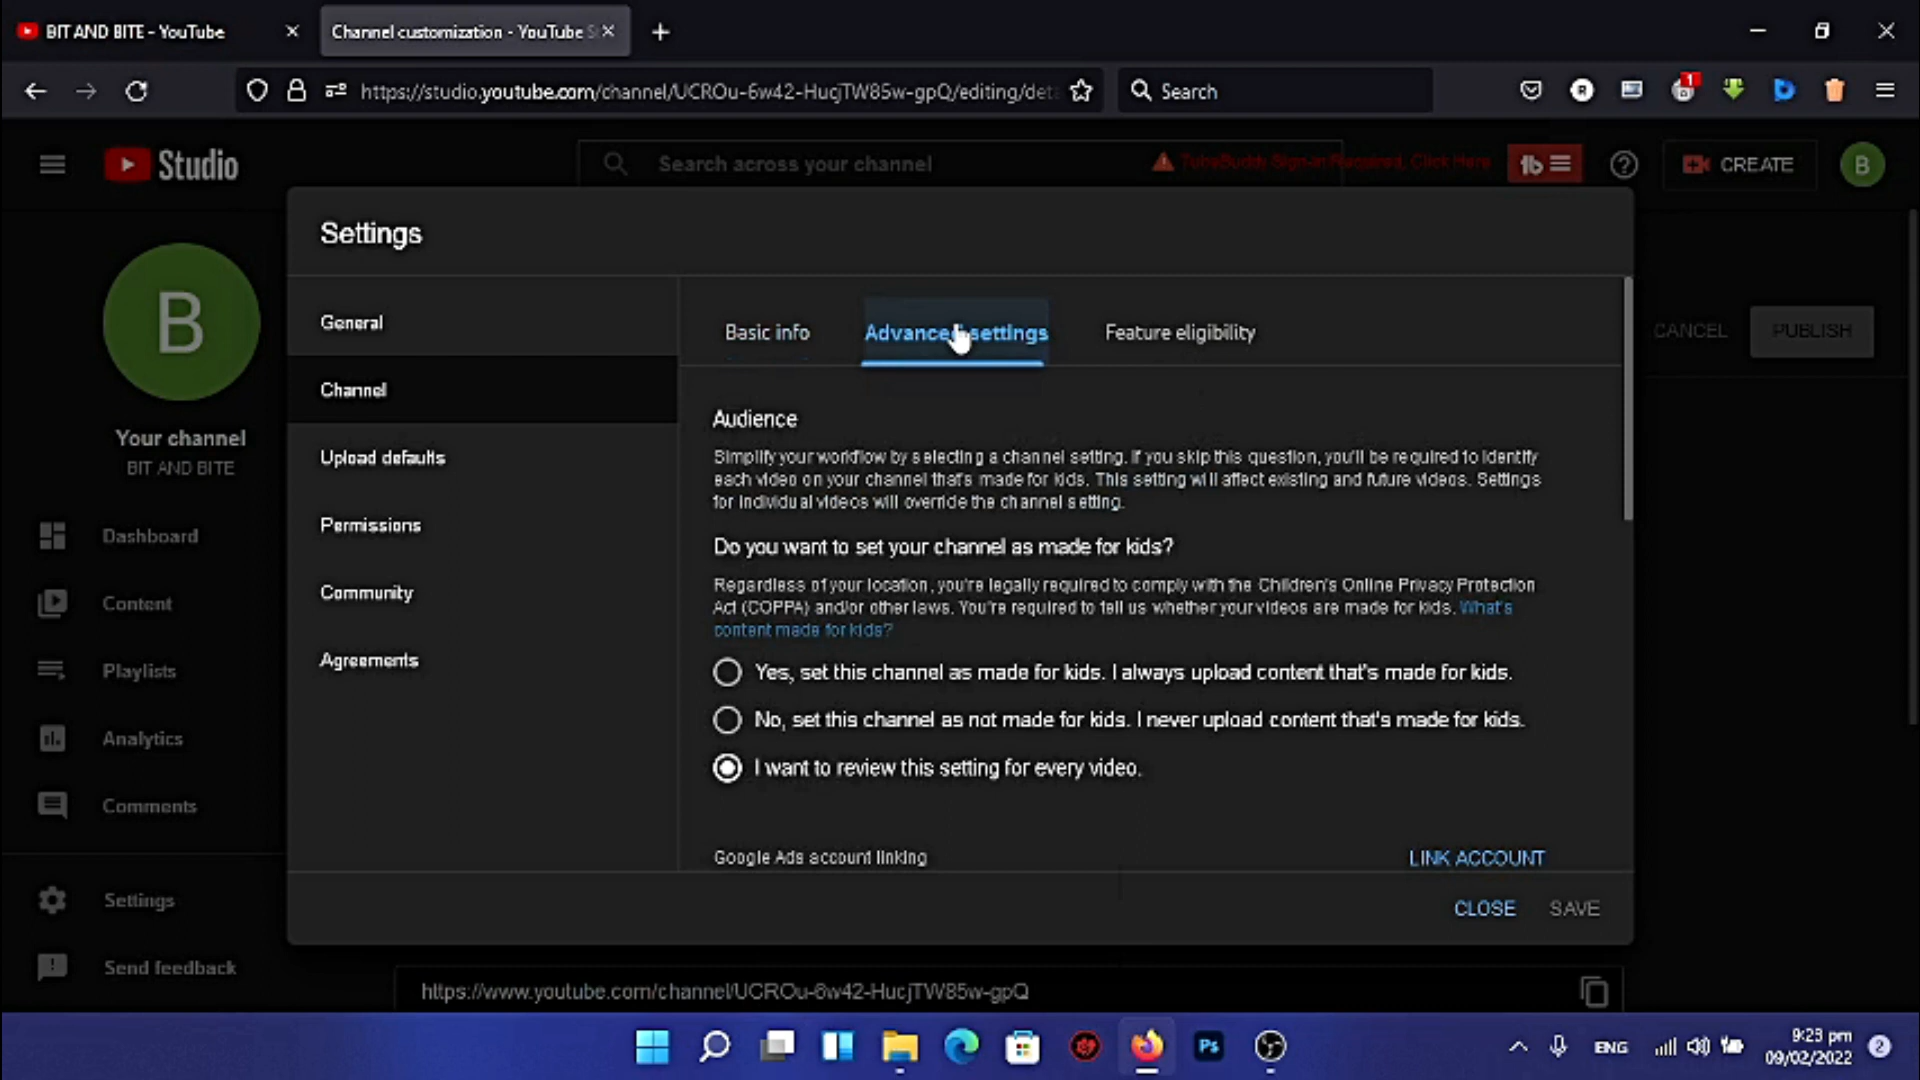 BIT AND BITE - YouTube
Channel customization - YouTube S
https://studio.youtube.com/channel/UCROu-6w42-HucjTW85w-gpQ/editing/det
Search
1
Studio
Search across your channel
TubeBuddy Sign-in Required, Click Here
tb
CREATE
B
Settings
B
Your channel
BIT AND BITE
Dashboard
Content
Playlists
Analytics
Comments
Settings
Send feedback
General
Channel
Upload defaults
Permissions
Community
Agreements
Basic info
Advanced settings
Feature eligibility
CANCEL
PUBLISH
Audience
Simplify your workflow by selecting a channel setting. If you skip this question, you'll be required to identify
each video on your channel that's made for kids. This setting will affect existing and future videos. Settings
for individual videos will override the channel setting.
Do you want to set your channel as made for kids?
Regardless of your location, you're legally required to comply with the Children's Online Privacy Protection
Act (COPPA) and/or other laws. You're required to tell us whether your videos are made for kids. What's
content made for kids?
Yes, set this channel as made for kids. I always upload content that's made for kids.
No, set this channel as not made for kids. I never upload content that's made for kids.
I want to review this setting for every video.
Google Ads account linking
LINK ACCOUNT
CLOSE
SAVE
https://www.youtube.com/channel/UCROu-6w42-HucjTW85w-gpQ
Ps
ENG
9:23 pm
09/02/2022
2